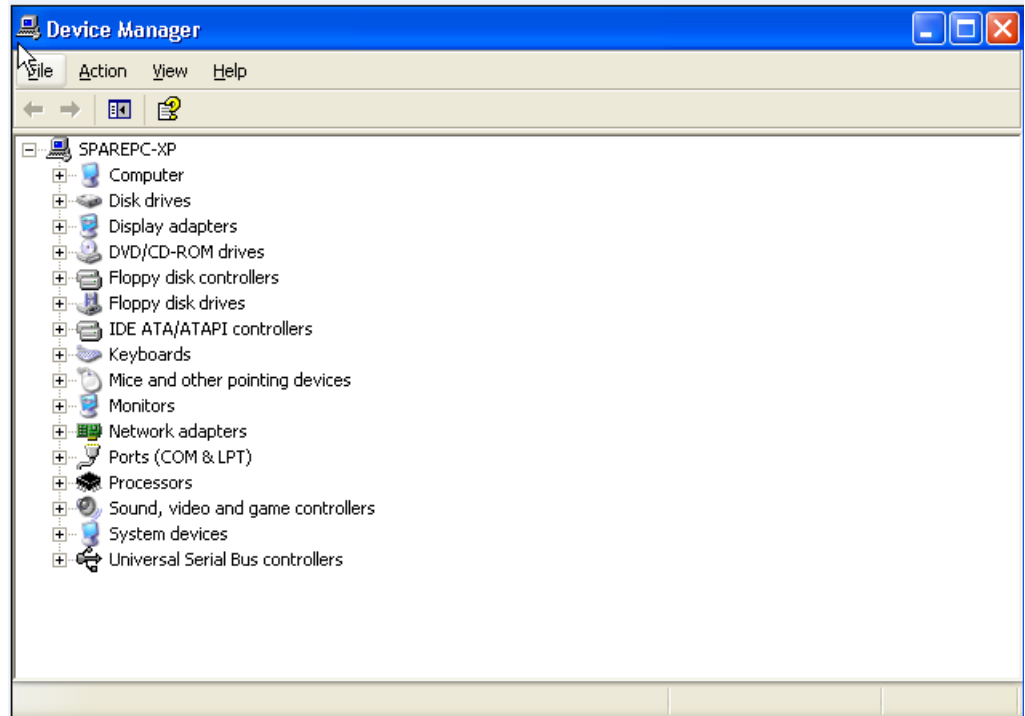 Device Manager
File Action View Help
SPAREPC-XP
Computer
Disk drives
Display adapters
DVD/CD-ROM drives
Floppy disk controllers
Floppy disk drives
IDE ATA/ATAPI controllers
Keyboards
Mice and other pointing devices
Monitors
Network adapters
Ports (COM & LPT)
Processors
Sound, video and game controllers
System devices
Universal Serial Bus controllers